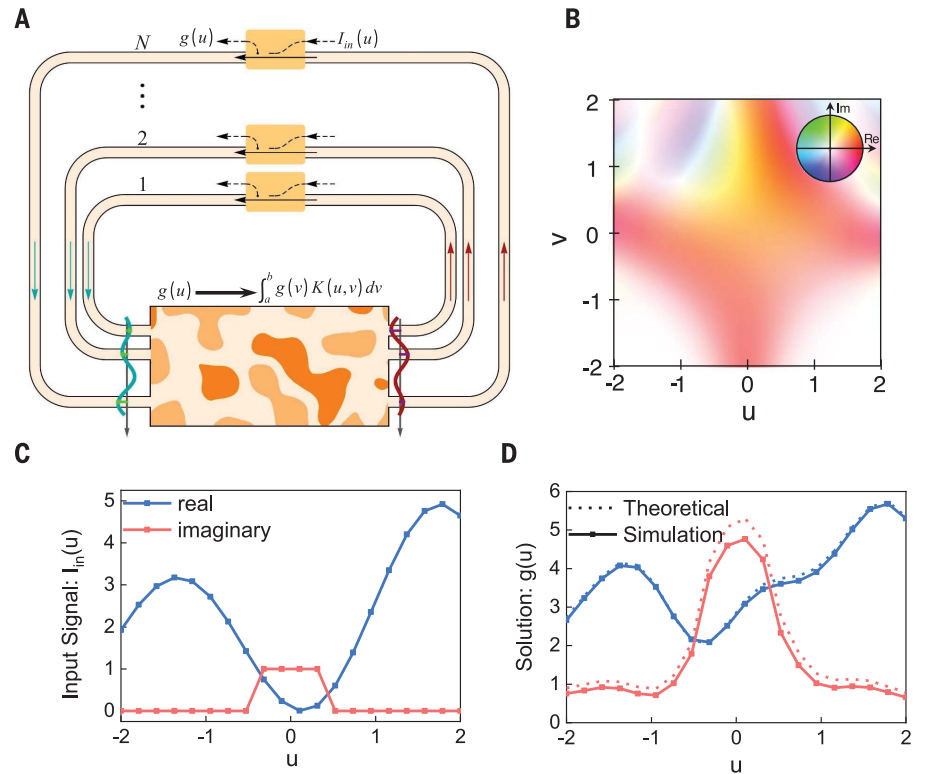 A
N
g(u)
I_in(u)
⋮
2
1
g(u) ⟶ ∫_a^b g(v) K(u,v) dv
B
2
1
0
-1
-2
v
-2
-1
0
1
2
u
Im
Re
C
5
4
3
2
1
0
Input Signal: I_in(u)
real
imaginary
-2
-1
0
1
2
u
D
6
5
4
3
2
1
0
Solution: g(u)
Theoretical
Simulation
-2
-1
0
1
2
u